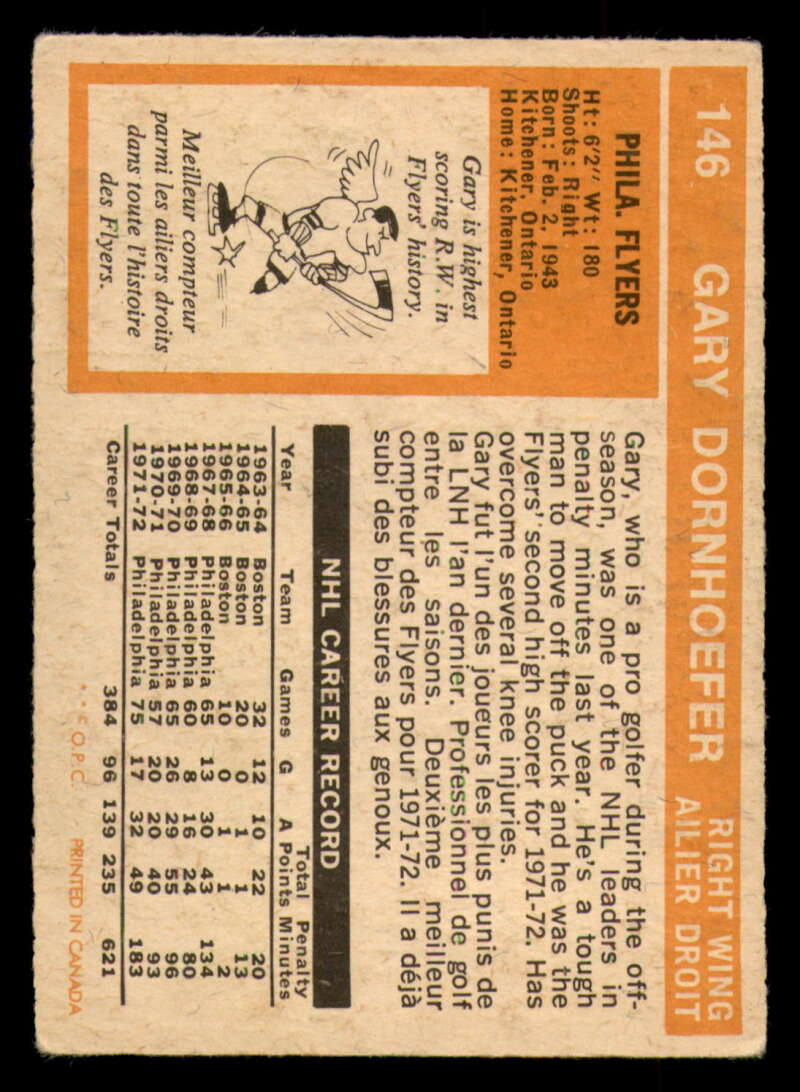 146 GARY DORNHOEFER RIGHT WING
AILIER DROIT
PHILA. FLYERS
Ht: 6'2" Wt: 180
Shoots: Right
Born: Feb. 2, 1943
Kitchener, Ontario
Home: Kitchener, Ontario
Gary is highest
scoring R.W. in
Flyers' history.
Meilleur compteur
parmi les ailiers droits
dans toute l'histoire
des Flyers.
Gary, who is a pro golfer during the off-
season, was one of the NHL leaders in
penalty minutes last year. He's a tough
man to move off the puck and he was the
Flyers' second high scorer for 1971-72. Has
overcome several knee injuries.
Gary fut l'un des joueurs les plus punis de
la LNH l'an dernier. Professionnel de golf
entre les saisons. Deuxième meilleur
compteur des Flyers pour 1971-72. Il a déjà
subi des blessures aux genoux.
NHL CAREER RECORD
Total Penalty
Year Team Games G A Points Minutes
1963-64 Boston 32 12 10 22 20
1964-65 Boston 20 0 1 1 13
1965-66 Boston 10 0 1 1 2
1967-68 Philadelphia 65 13 30 43 134
1968-69 Philadelphia 60 8 16 24 80
1969-70 Philadelphia 65 26 29 55 96
1970-71 Philadelphia 57 20 20 40 93
1971-72 Philadelphia 75 17 32 49 183
Career Totals 384 96 139 235 621
* * © O.P.C. PRINTED IN CANADA